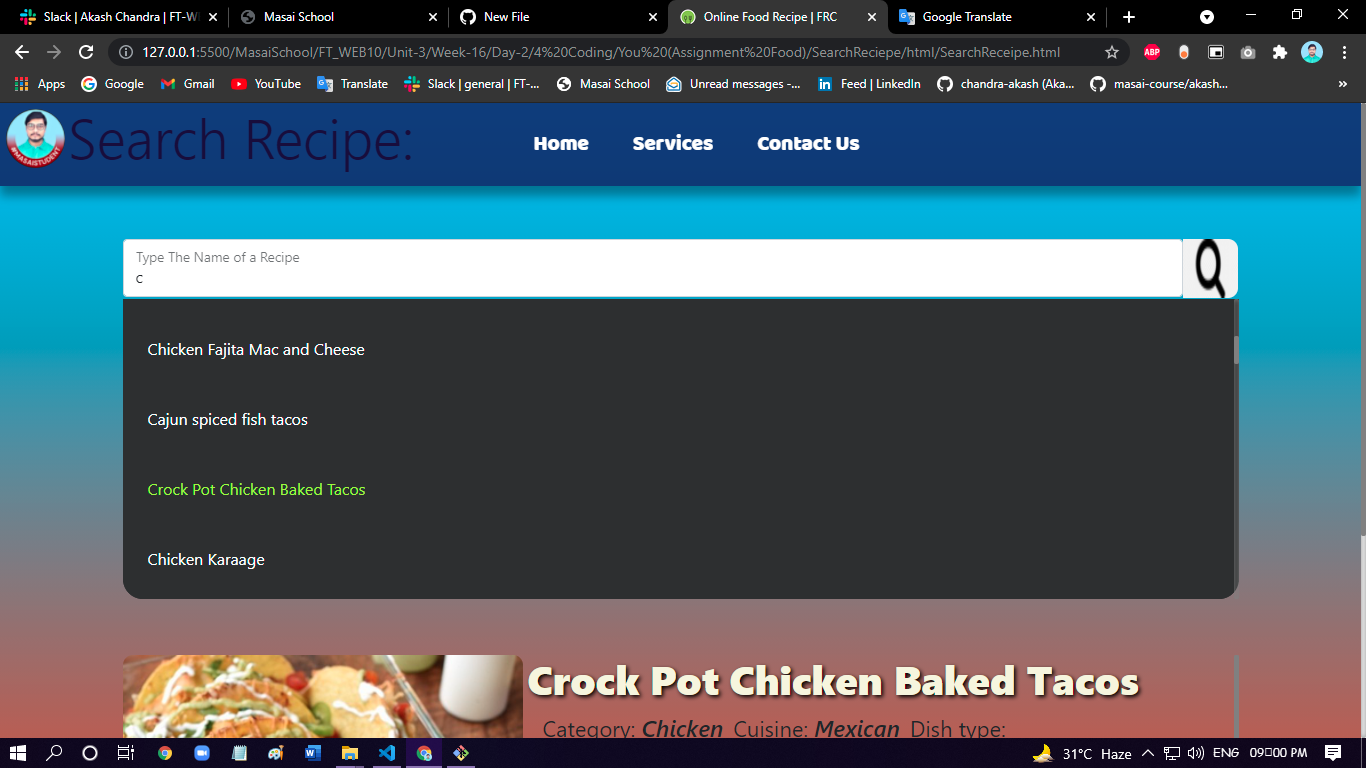 Slack | Akash Chandra | FT-W
Masai School
New File
Online Food Recipe | FRC
Google Translate
127.0.0.1:5500/MasaiSchool/FT_WEB10/Unit-3/Week-16/Day-2/4%20Coding/You%20(Assignment%20Food)/SearchReciepe/html/SearchReceipe.html
ABP
Apps
Google
Gmail
YouTube
Translate
Slack | general | FT-...
Masai School
Unread messages -...
Feed | LinkedIn
chandra-akash (Aka...
masai-course/akash...
»
#MASAISTUDENT
Search Recipe:
Home
Services
Contact Us
Type The Name of a Recipe
c
Chicken Fajita Mac and Cheese
Cajun spiced fish tacos
Crock Pot Chicken Baked Tacos
Chicken Karaage
Crock Pot Chicken Baked Tacos
Category: Chicken Cuisine: Mexican Dish type:
31°C Haze
ENG
09▯00 PM